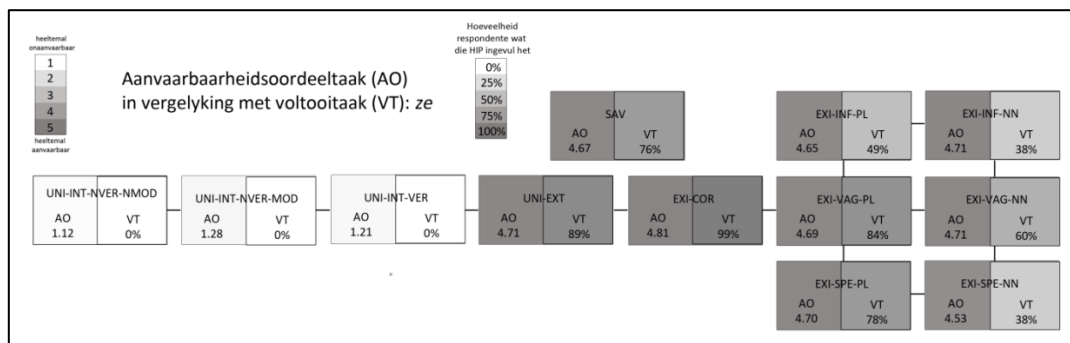 heeltemal
onaanvaarbaar
1
2
3
4
5
heeltemal
aanvaarbaar
Aanvaarbaarheidsoordeeltaak (AO)
in vergelyking met voltooitaak (VT): ze
Hoeveelheid
respondente wat
die HIP ingevul het
0%
25%
50%
75%
100%
SAV
AO VT
4.67 76%
EXI-INF-PL
AO VT
4.65 49%
EXI-INF-NN
AO VT
4.71 38%
UNI-INT-NVER-NMOD
AO VT
1.12 0%
UNI-INT-NVER-MOD
AO VT
1.28 0%
UNI-INT-VER
AO VT
1.21 0%
UNI-EXT
AO VT
4.71 89%
EXI-COR
AO VT
4.81 99%
EXI-VAG-PL
AO VT
4.69 84%
EXI-VAG-NN
AO VT
4.71 60%
EXI-SPE-PL
AO VT
4.70 78%
EXI-SPE-NN
AO VT
4.53 38%